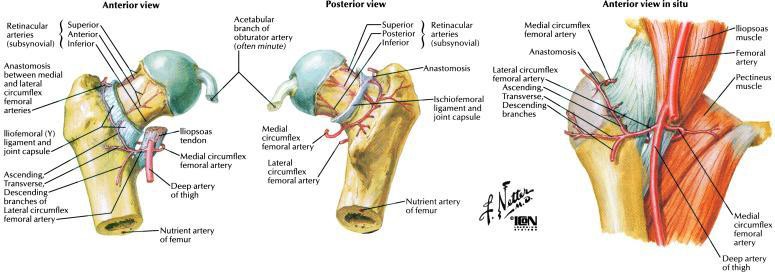 Anterior view
Retinacular
arteries
(subsynovial)
Superior
Anterior
Inferior
Acetabular
branch of
obturator artery
(often minute)
Anastomosis
between medial
and lateral
circumflex
femoral
arteries
Iliofemoral (Y)
ligament and
joint capsule
Ascending,
Transverse,
Descending
branches of
Lateral circumflex
femoral artery
Iliopsoas
tendon
Medial circumflex
femoral artery
Deep artery
of thigh
Nutrient artery
of femur
Posterior view
Superior
Posterior
Inferior
Retinacular
arteries
(subsynovial)
Anastomosis
Ischiofemoral
ligament and
joint capsule
Medial
circumflex
femoral artery
Lateral
circumflex
femoral artery
Nutrient artery
of femur
Anterior view in situ
Medial circumflex
femoral artery
Anastomosis
Lateral circumflex
femoral artery
Ascending,
Transverse,
Descending
branches
Iliopsoas
muscle
Femoral
artery
Pectineus
muscle
Medial
circumflex
femoral
artery
Deep artery
of thigh
F. Netter
M.D.
ICON
LEARNING
SYSTEMS